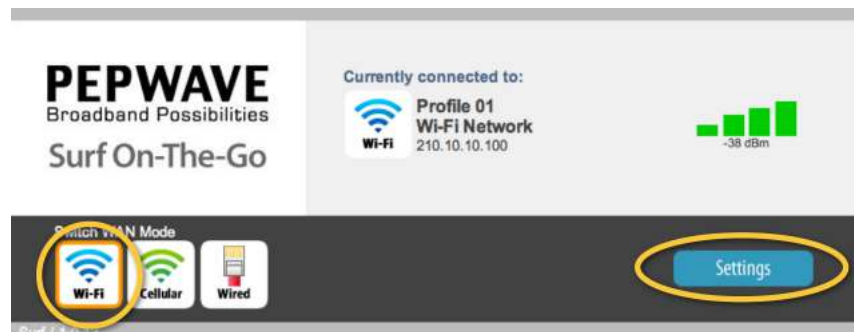 PEPWAVE
Broadband Possibilities
Surf On-The-Go
Currently connected to:
Wi-Fi
Profile 01
Wi-Fi Network
210.10.10.100
-38 dBm
Switch WAN Mode
Wi-Fi
Cellular
Wired
Settings